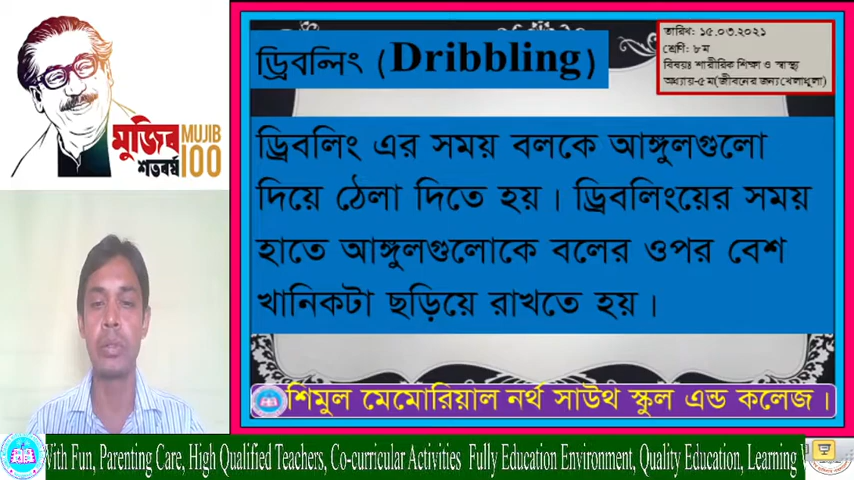 মুজিব
শতবর্ষ
MUJIB
100
ড্রিবলিং (Dribbling)
তারিখ: ১৫.০৩.২০২১
শ্রেণি: ৮ম
বিষয়ঃ শারীরিক শিক্ষা ও স্বাস্থ্য
অধ্যায়-৫ম(জীবনের জন্যখেলাধুলা)
ড্রিবলিং এর সময় বলকে আঙ্গুলগুলো
দিয়ে ঠেলা দিতে হয়। ড্রিবলিংয়ের সময়
হাতে আঙ্গুলগুলোকে বলের ওপর বেশ
খানিকটা ছড়িয়ে রাখতে হয়।
শিমুল মেমোরিয়াল নর্থ সাউথ স্কুল এন্ড কলেজ।
With Fun, Parenting Care, High Qualified Teachers, Co-curricular Activities Fully Education Environment, Quality Education, Learning